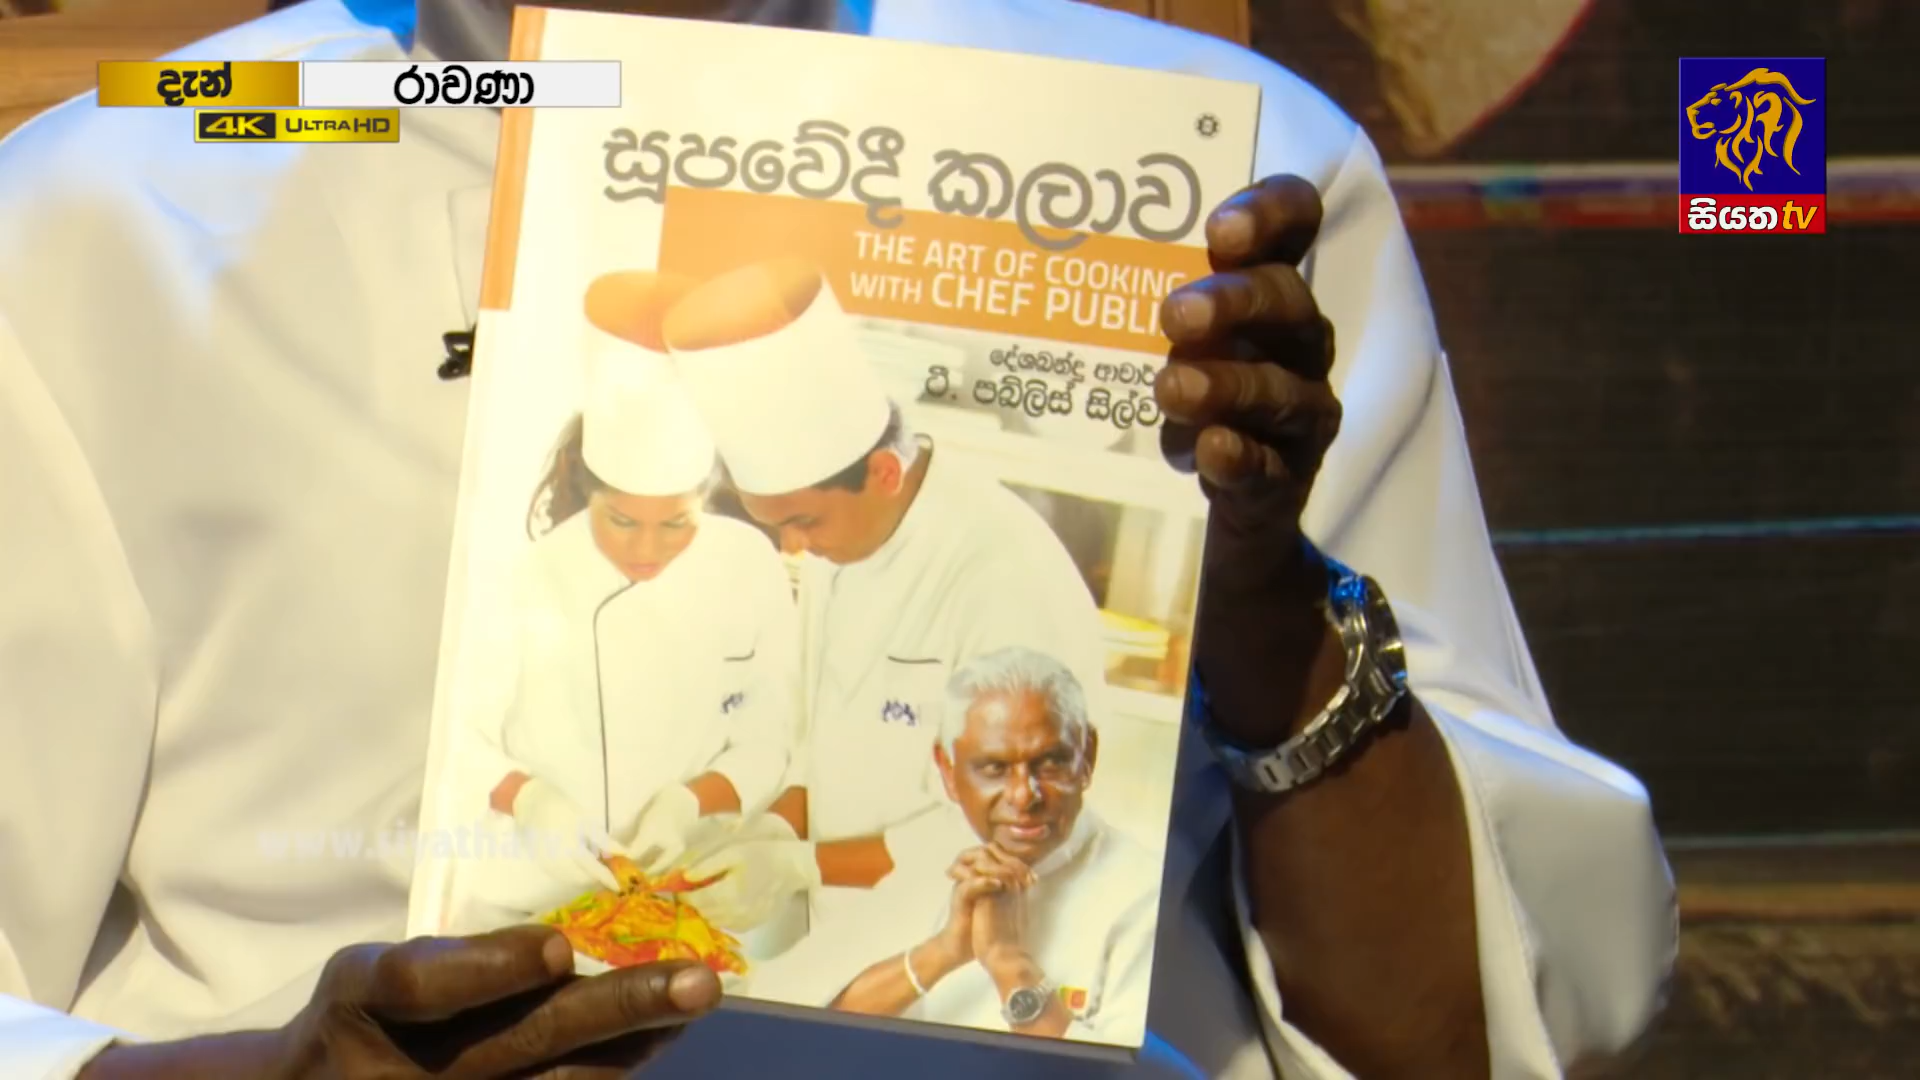 දැන් රාවණා
4K ULTRA HD
සියත tv
සූපවේදී කලාව
THE ART OF COOKING
WITH CHEF PUBLI
දේශබන්දු ආචාර්
ටී. පබ්ලිස් සිල්වා